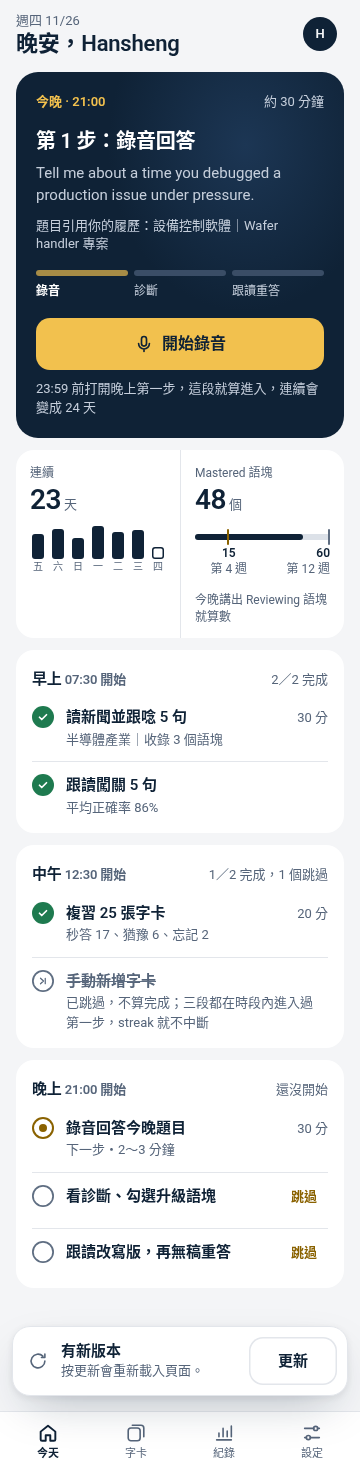 週四 11/26
晚安，Hansheng
H
今晚 · 21:00
約 30 分鐘
第 1 步：錄音回答
Tell me about a time you debugged a
production issue under pressure.
題目引用你的履歷：設備控制軟體｜Wafer
handler 專案
錄音
診斷
跟讀重答
開始錄音
23:59 前打開晚上第一步，這段就算進入，連續會
變成 24 天
連續
23 天
五 六 日 一 二 三 四
Mastered 語塊
48 個
15
60
第 4 週
第 12 週
今晚講出 Reviewing 語塊
就算數
早上 07:30 開始
2／2 完成
讀新聞並跟唸 5 句
30 分
半導體產業｜收錄 3 個語塊
跟讀闖關 5 句
平均正確率 86%
中午 12:30 開始
1／2 完成，1 個跳過
複習 25 張字卡
20 分
秒答 17、猶豫 6、忘記 2
手動新增字卡
已跳過，不算完成；三段都在時段內進入過
第一步，streak 就不中斷
晚上 21:00 開始
還沒開始
錄音回答今晚題目
30 分
下一步・2～3 分鐘
看診斷、勾選升級語塊
跳過
跟讀改寫版，再無稿重答
跳過
有新版本
按更新會重新載入頁面。
更新
今天
字卡
紀錄
設定